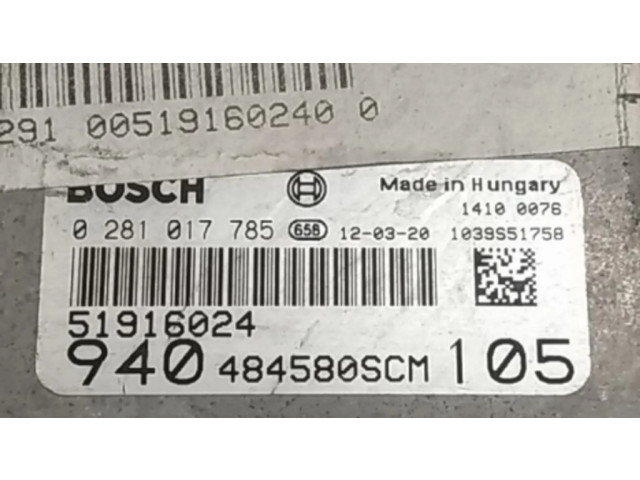 291 00519160240 0
BOSCH
Made in Hungary
1410 0076
0 281 017 785 658 12-03-20 1039S51758
51916024
940 484580SCM 105